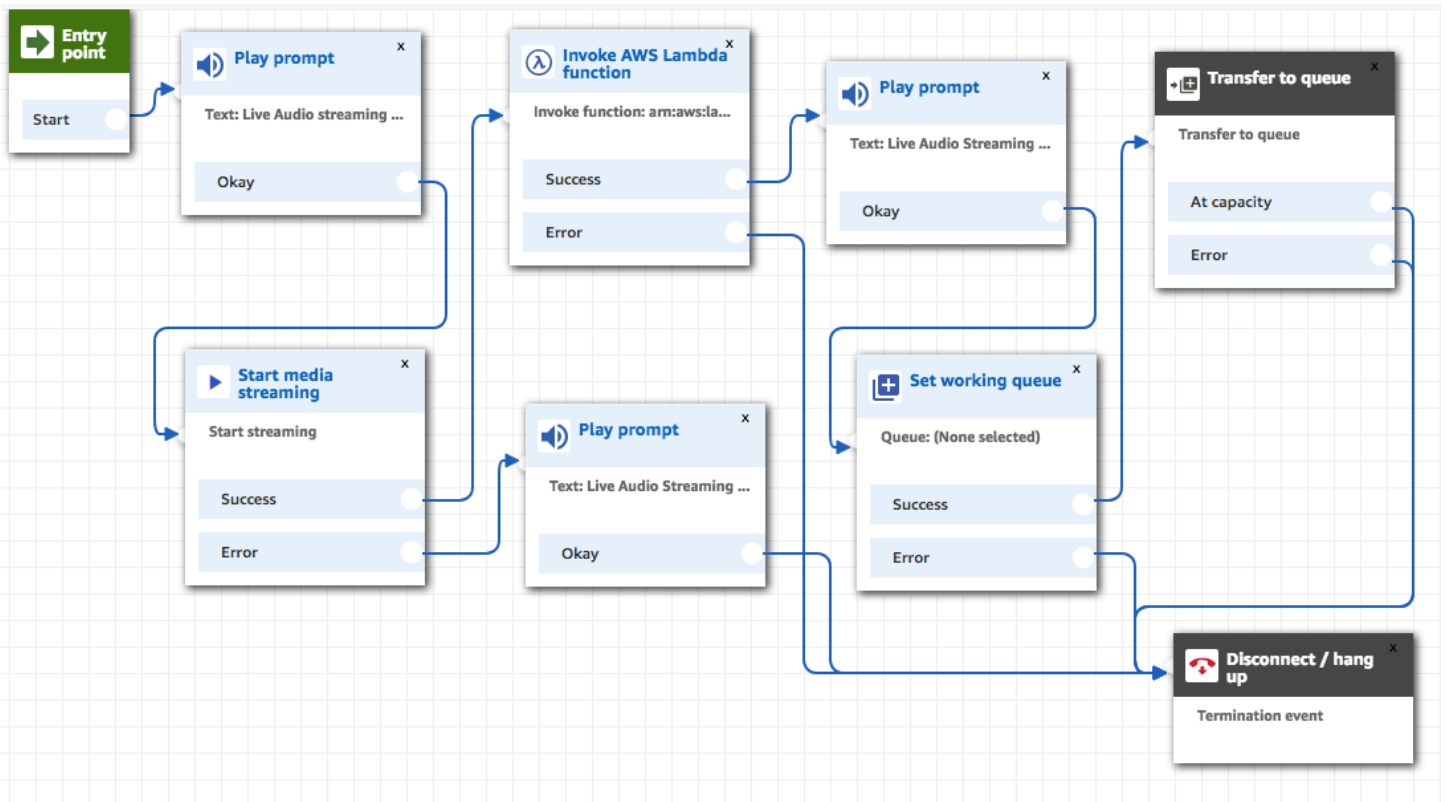 Entry
point
Start
Play prompt
x
Text: Live Audio streaming ...
Okay
Invoke AWS Lambda
function
x
Invoke function: arn:aws:la...
Success
Error
Play prompt
x
Text: Live Audio Streaming ...
Okay
Transfer to queue
x
Transfer to queue
At capacity
Error
Start media
streaming
x
Start streaming
Success
Error
Play prompt
x
Text: Live Audio Streaming ...
Okay
Set working queue
x
Queue: (None selected)
Success
Error
Disconnect / hang
up
x
Termination event